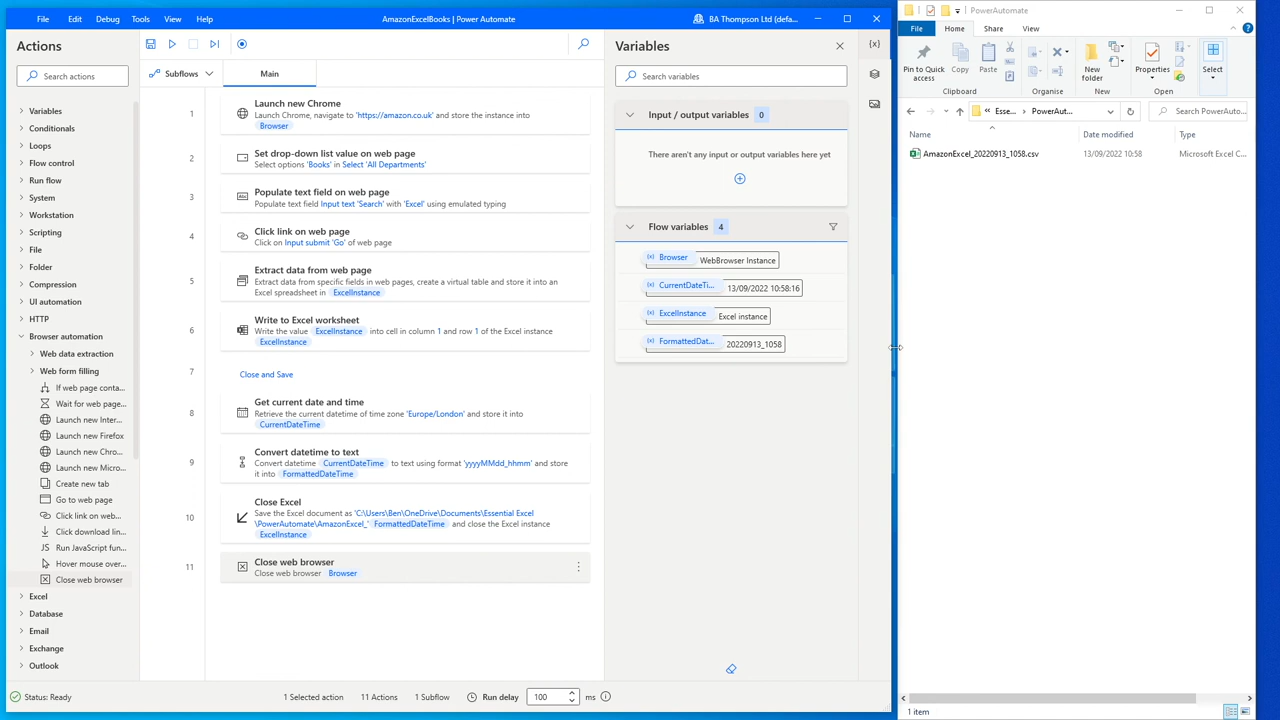 File
Edit
Debug
Tools
View
Help
AmazonExcelBooks | Power Automate
BA Thompson Ltd (defa...
Actions
Search actions
Variables
Conditionals
Loops
Flow control
Run flow
System
Workstation
Scripting
File
Folder
Compression
UI automation
HTTP
Browser automation
Web data extraction
Web form filling
If web page conta...
Wait for web page...
Launch new Inter...
Launch new Firefox
Launch new Chro...
Launch new Micro...
Create new tab
Go to web page
Click link on web...
Click download lin...
Run JavaScript fun...
Hover mouse over...
Close web browser
Excel
Database
Email
Exchange
Outlook
Subflows
Main
1
Launch new Chrome
Launch Chrome, navigate to 'https://amazon.co.uk' and store the instance into
Browser
2
Set drop-down list value on web page
Select options 'Books' in Select 'All Departments'
3
Populate text field on web page
Populate text field Input text 'Search' with 'Excel' using emulated typing
4
Click link on web page
Click on Input submit 'Go' of web page
5
Extract data from web page
Extract data from specific fields in web pages, create a virtual table and store it into an
Excel spreadsheet in ExcelInstance
6
Write to Excel worksheet
Write the value ExcelInstance into cell in column 1 and row 1 of the Excel instance
ExcelInstance
7
Close and Save
8
Get current date and time
Retrieve the current datetime of time zone 'Europe/London' and store it into
CurrentDateTime
9
Convert datetime to text
Convert datetime CurrentDateTime to text using format 'yyyyMMdd_hhmm' and store
it into FormattedDateTime
10
Close Excel
Save the Excel document as 'C:\Users\Ben\OneDrive\Documents\Essential Excel
\PowerAutomate\AmazonExcel_' FormattedDateTime and close the Excel instance
ExcelInstance
11
Close web browser
Close web browser Browser
Variables
{x}
Search variables
Input / output variables 0
There aren't any input or output variables here yet
Flow variables 4
(x) Browser WebBrowser Instance
(x) CurrentDateTi... 13/09/2022 10:58:16
(x) ExcelInstance Excel instance
(x) FormattedDat... 20220913_1058
Status: Ready
1 Selected action
11 Actions
1 Subflow
Run delay
100
ms
PowerAutomate
File
Home
Share
View
Pin to Quick
access
Copy
Paste
New
folder
Properties
Select
Clipboard
Organise
New
Open
« Esse... › PowerAut...
Search PowerAuto...
Name
Date modified
Type
AmazonExcel_20220913_1058.csv
13/09/2022 10:58
Microsoft Excel C...
1 item